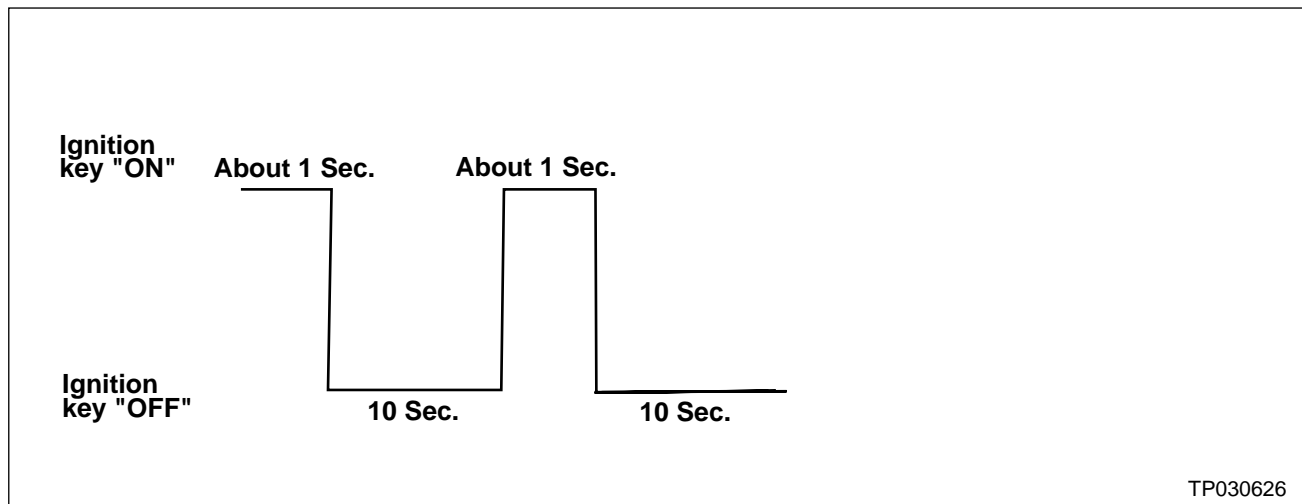 Ignition
key "ON"
About 1 Sec.
About 1 Sec.
Ignition
key "OFF"
10 Sec.
10 Sec.
TP030626